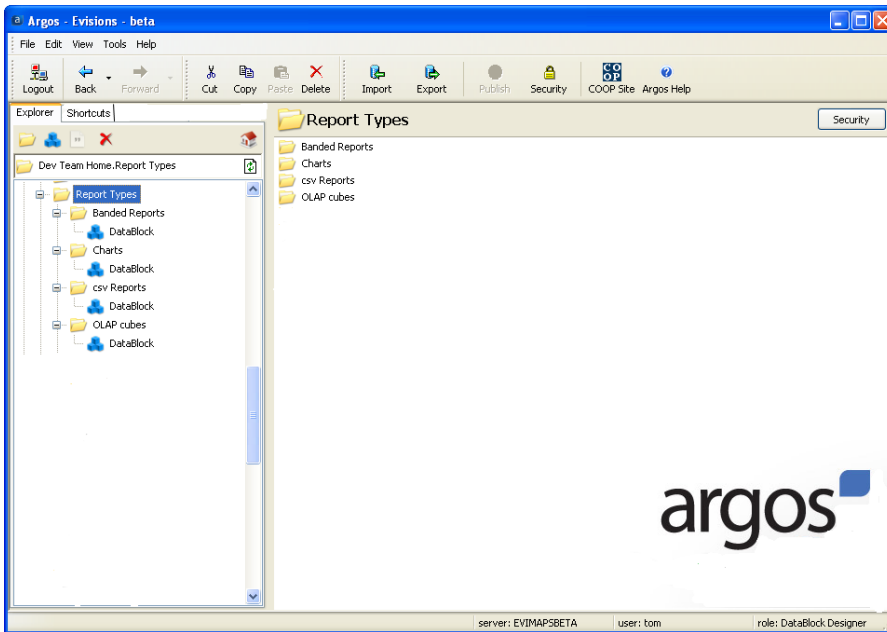 Argos - Evisions - beta
File Edit View Tools Help
Logout Back Forward Cut Copy Paste Delete Import Export Publish Security COOP Site Argos Help
CO
OP
Explorer Shortcuts
Report Types
Security
Dev Team Home.Report Types
Report Types
Banded Reports
DataBlock
Charts
DataBlock
csv Reports
DataBlock
OLAP cubes
DataBlock
Banded Reports
Charts
csv Reports
OLAP cubes
argos
server: EVIMAPSBETA user: tom role: DataBlock Designer